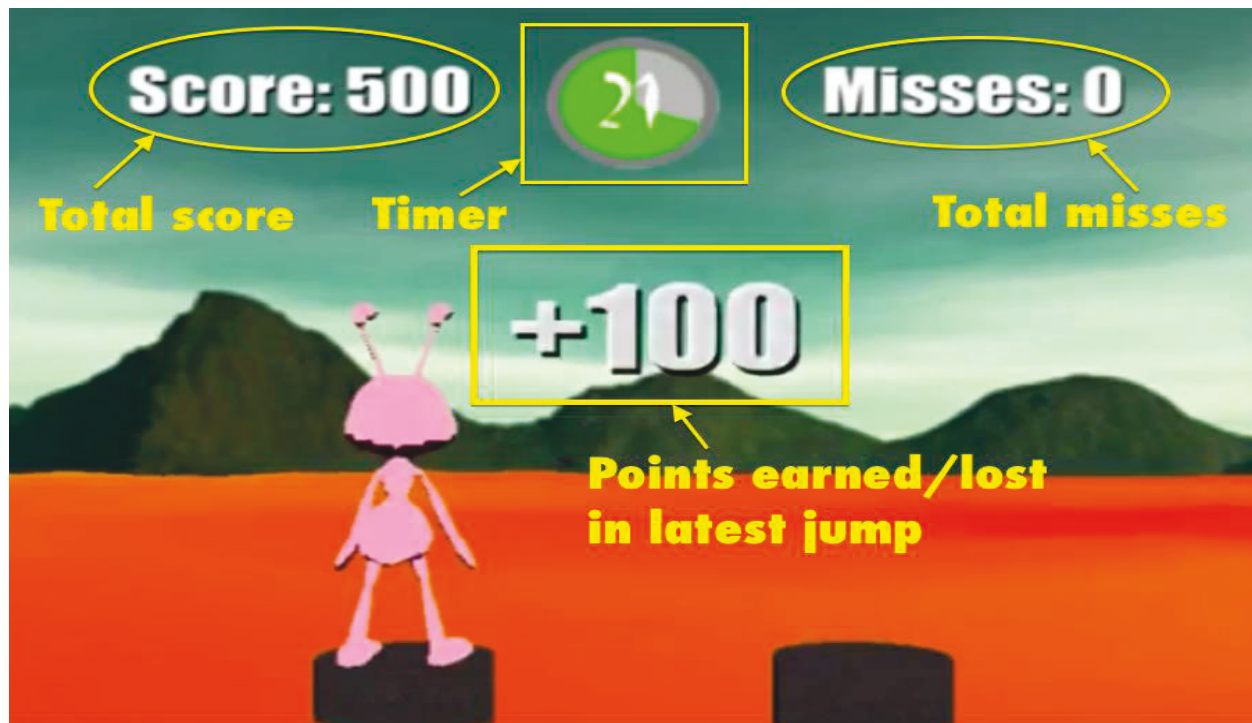 Score: 500
21
Misses: 0
Total score
Timer
Total misses
+100
Points earned/lost
in latest jump